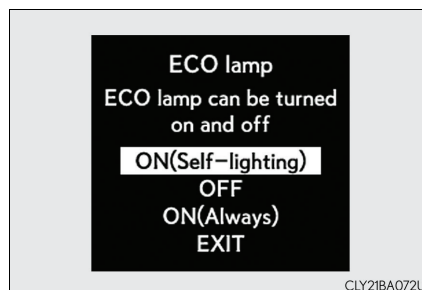 ECO lamp
ECO lamp can be turned
on and off
ON(Self-lighting)
OFF
ON(Always)
EXIT
CLY21BA072U